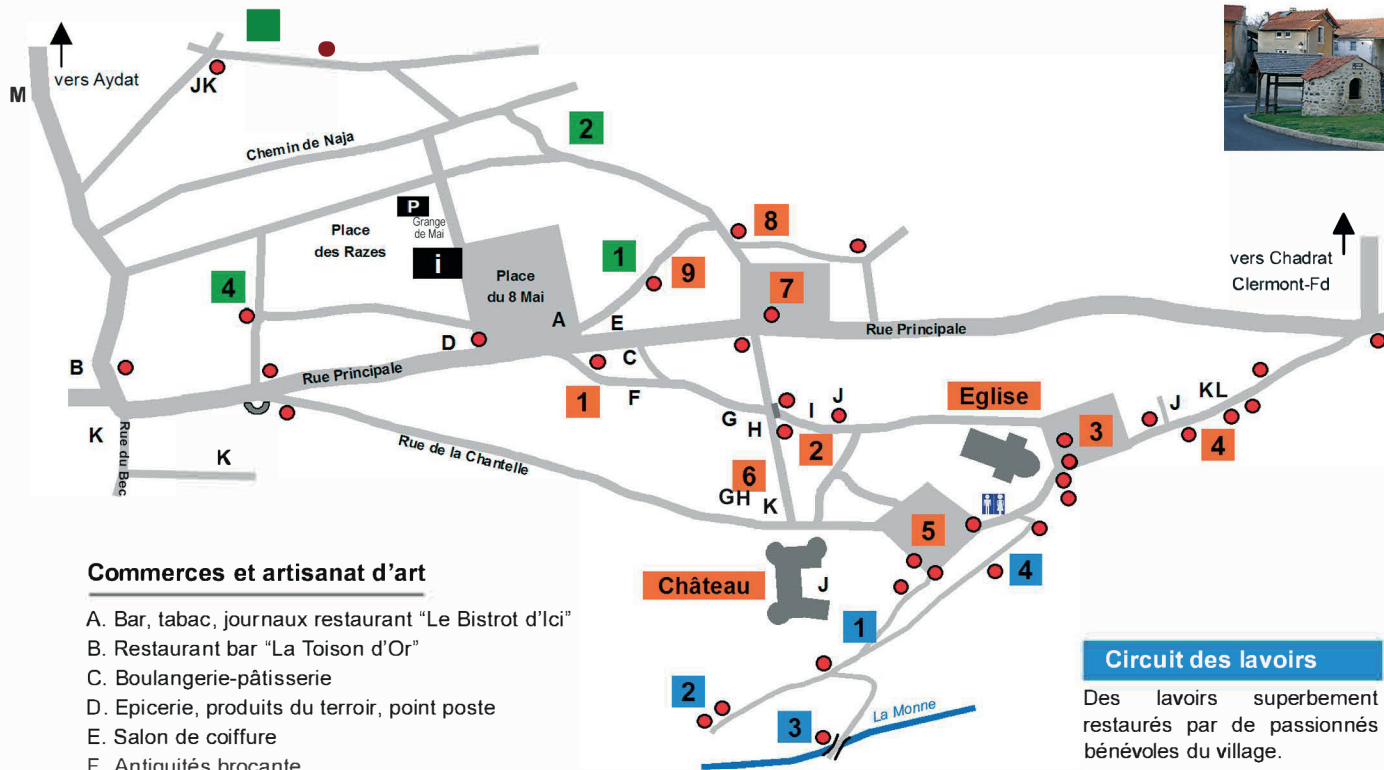 vers Aydat
M
JK
Chemin de Naja
2
P
Grange
de Mai
Place
des Razes
i
Place
du 8 Mai
1
9
8
7
vers Chadrat
Clermont-Fd
4
A
E
D
C
B
Rue Principale
Rue Principale
1
F
G
H
I
J
2
Eglise
3
J
KL
4
K
Rue du Bec
K
Rue de la Chantelle
6
GH
K
5
4
Château
J
1
2
3
La Monne
Commerces et artisanat d’art
A. Bar, tabac, journaux restaurant “Le Bistrot d’Ici”
B. Restaurant bar “La Toison d’Or”
C. Boulangerie-pâtisserie
D. Epicerie, produits du terroir, point poste
E. Salon de coiffure
F. Antiquités brocante
Circuit des lavoirs
Des lavoirs superbement
restaurés par de passionnés
bénévoles du village.